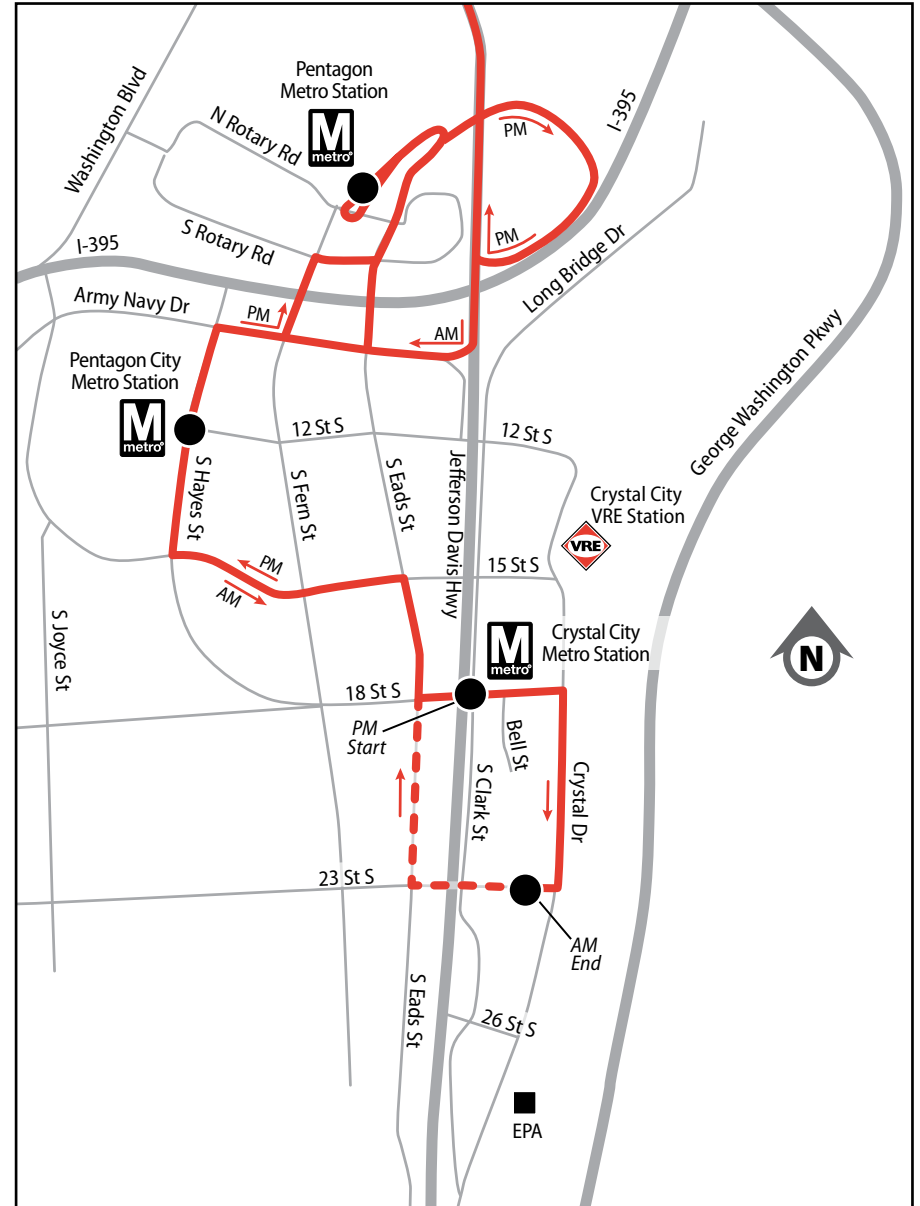 Pentagon
Metro Station
M
metro®
Washington Blvd
N Rotary Rd
PM
I-395
S Rotary Rd
PM
I-395
Long Bridge Dr
Army Navy Dr
PM
AM
Pentagon City
Metro Station
M
metro®
George Washington Pkwy
12 St S
12 St S
S Hayes St
S Fern St
S Eads St
Jefferson Davis Hwy
Crystal City
VRE Station
VRE
PM
AM
15 St S
S Joyce St
M
metro®
Crystal City
Metro Station
N
18 St S
PM
Start
Bell St
S Clark St
Crystal Dr
23 St S
AM
End
S Eads St
26 St S
EPA